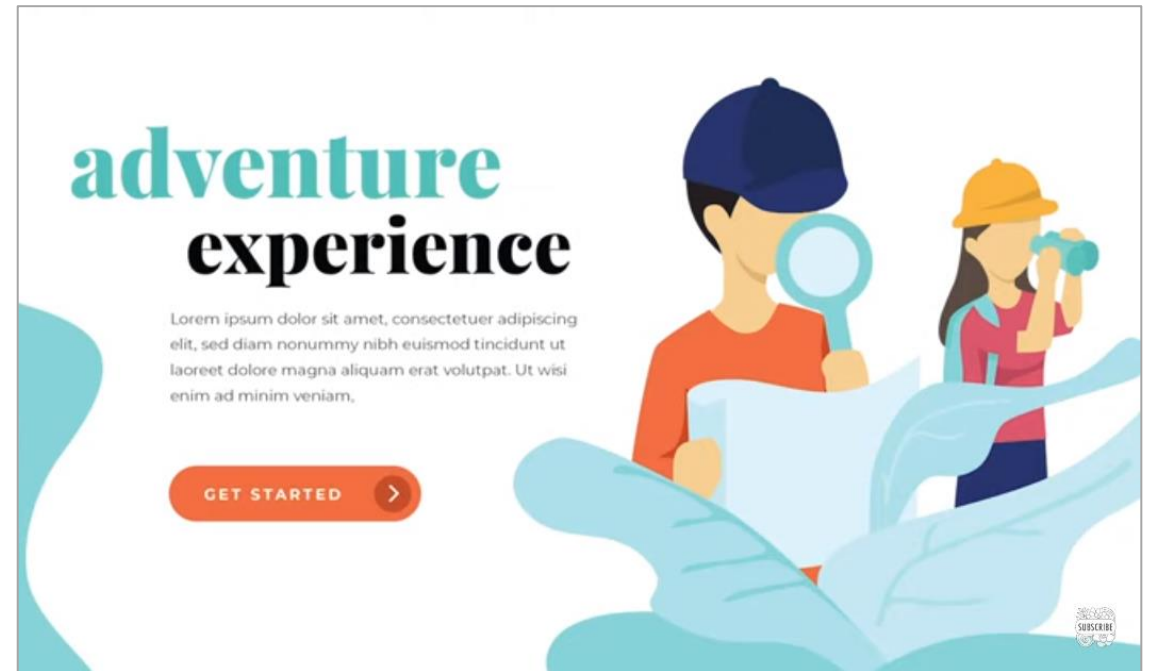 adventure
experience
Lorem ipsum dolor sit amet, consectetuer adipiscing
elit, sed diam nonummy nibh euismod tincidunt ut
laoreet dolore magna aliquam erat volutpat. Ut wisi
enim ad minim veniam,
GET STARTED
SUBSCRIBE